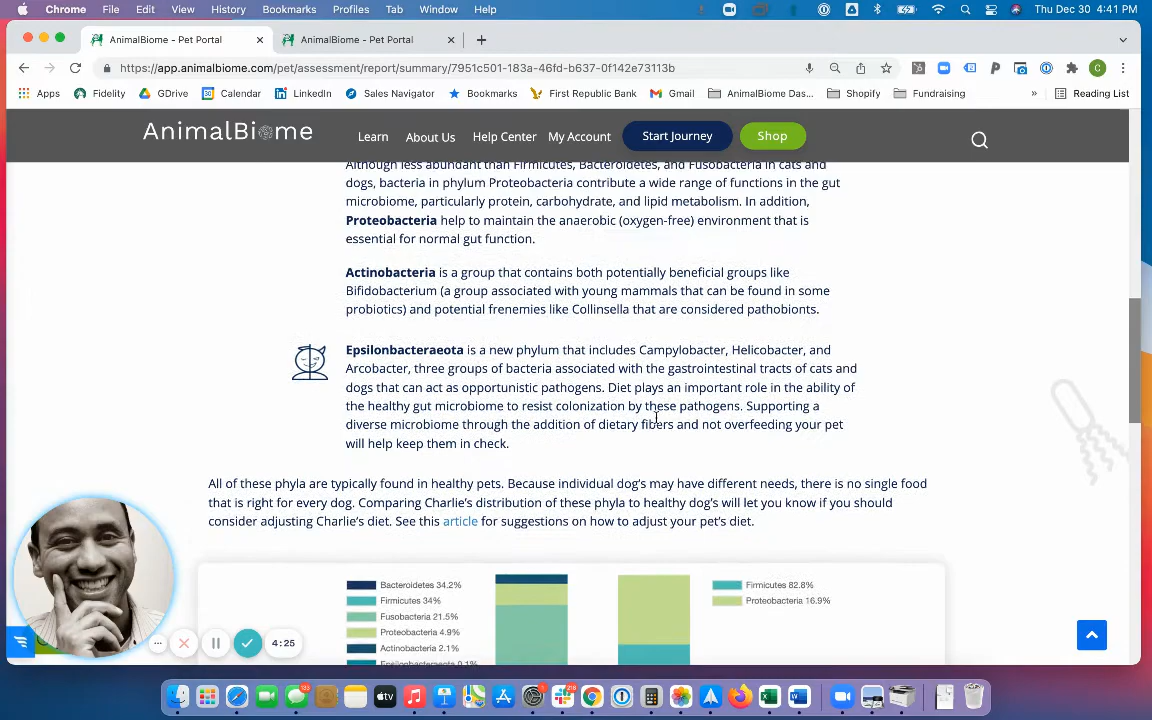 Chrome File Edit View History Bookmarks Profiles Tab Window Help Thu Dec 30 4:41 PM
AnimalBiome - Pet Portal AnimalBiome - Pet Portal
https://app.animalbiome.com/pet/assessment/report/summary/7951c501-183a-46fd-b637-0f142e73113b
Apps Fidelity GDrive Calendar LinkedIn Sales Navigator Bookmarks First Republic Bank Gmail AnimalBiome Das... Shopify Fundraising » Reading List
AnimalBiome Learn About Us Help Center My Account Start Journey Shop
Although less abundant than Firmicutes, Bacteroidetes, and Fusobacteria in cats and
dogs, bacteria in phylum Proteobacteria contribute a wide range of functions in the gut
microbiome, particularly protein, carbohydrate, and lipid metabolism. In addition,
Proteobacteria help to maintain the anaerobic (oxygen-free) environment that is
essential for normal gut function.
Actinobacteria is a group that contains both potentially beneficial groups like
Bifidobacterium (a group associated with young mammals that can be found in some
probiotics) and potential frenemies like Collinsella that are considered pathobionts.
Epsilonbacteraeota is a new phylum that includes Campylobacter, Helicobacter, and
Arcobacter, three groups of bacteria associated with the gastrointestinal tracts of cats and
dogs that can act as opportunistic pathogens. Diet plays an important role in the ability of
the healthy gut microbiome to resist colonization by these pathogens. Supporting a
diverse microbiome through the addition of dietary fibers and not overfeeding your pet
will help keep them in check.
All of these phyla are typically found in healthy pets. Because individual dog's may have different needs, there is no single food
that is right for every dog. Comparing Charlie's distribution of these phyla to healthy dog's will let you know if you should
consider adjusting Charlie's diet. See this article for suggestions on how to adjust your pet's diet.
Bacteroidetes 34.2%
Firmicutes 34%
Fusobacteria 21.5%
Proteobacteria 4.9%
Actinobacteria 2.1%
Epsilonbacteraeota 0.1%
Firmicutes 82.8%
Proteobacteria 16.9%
4:25